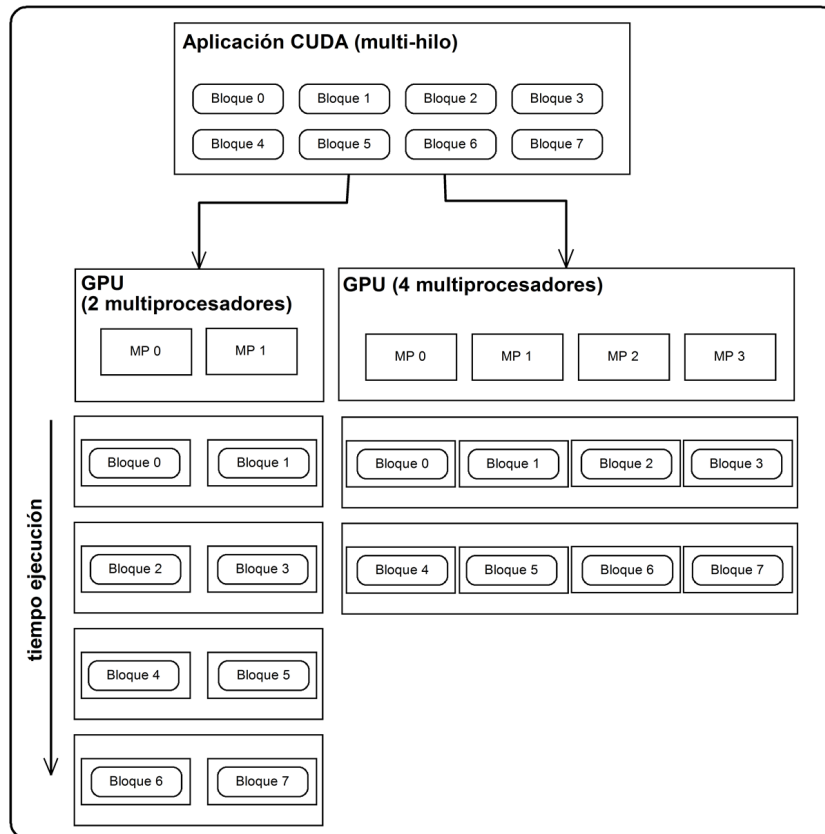 Aplicación CUDA (multi-hilo)
Bloque 0 Bloque 1 Bloque 2 Bloque 3
Bloque 4 Bloque 5 Bloque 6 Bloque 7
GPU
(2 multiprocesadores)
MP 0 MP 1
GPU (4 multiprocesadores)
MP 0 MP 1 MP 2 MP 3
tiempo ejecución
Bloque 0 Bloque 1
Bloque 2 Bloque 3
Bloque 4 Bloque 5
Bloque 6 Bloque 7
Bloque 0 Bloque 1 Bloque 2 Bloque 3
Bloque 4 Bloque 5 Bloque 6 Bloque 7